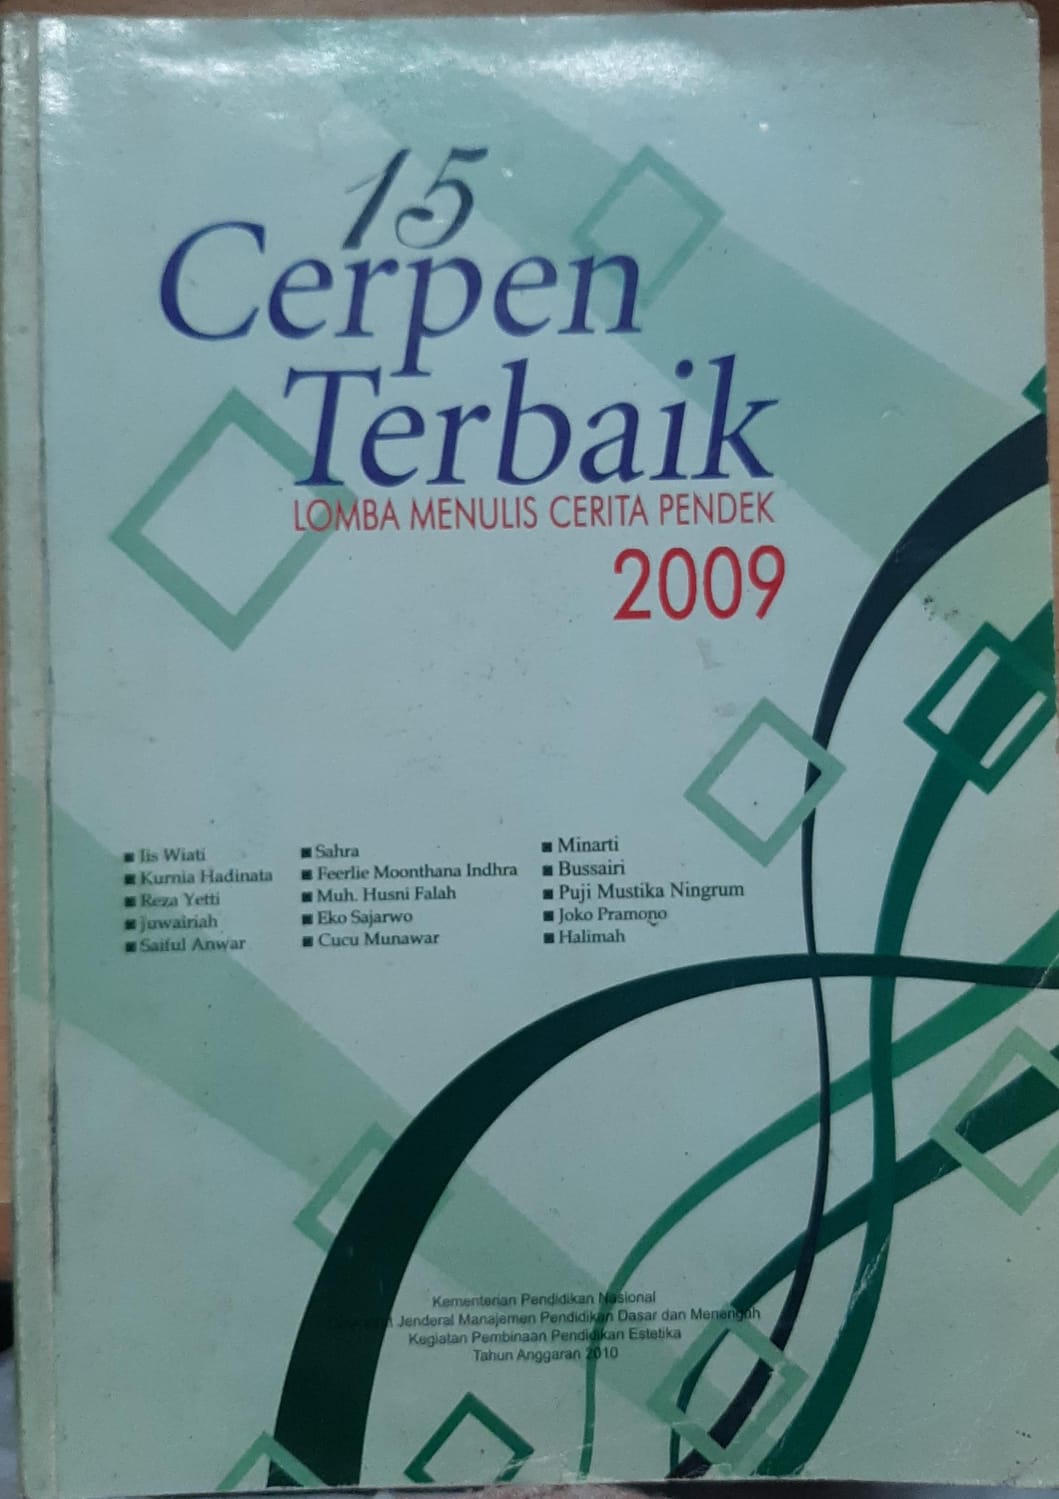 15
Cerpen
Terbaik
LOMBA MENULIS CERITA PENDEK
2009
■ Iis Wiati
■ Kurnia Hadinata
■ Reza Yetti
■ Juwairiah
■ Saiful Anwar
■ Sahra
■ Feerlie Moonthana Indhra
■ Muh. Husni Falah
■ Eko Sajarwo
■ Cucu Munawar
■ Minarti
■ Bussairi
■ Puji Mustika Ningrum
■ Joko Pramono
■ Halimah
Kementerian Pendidikan Nasional
Jenderal Manajemen Pendidikan Dasar dan Menengah
Kegiatan Pembinaan Pendidikan Estetika
Tahun Anggaran 2010